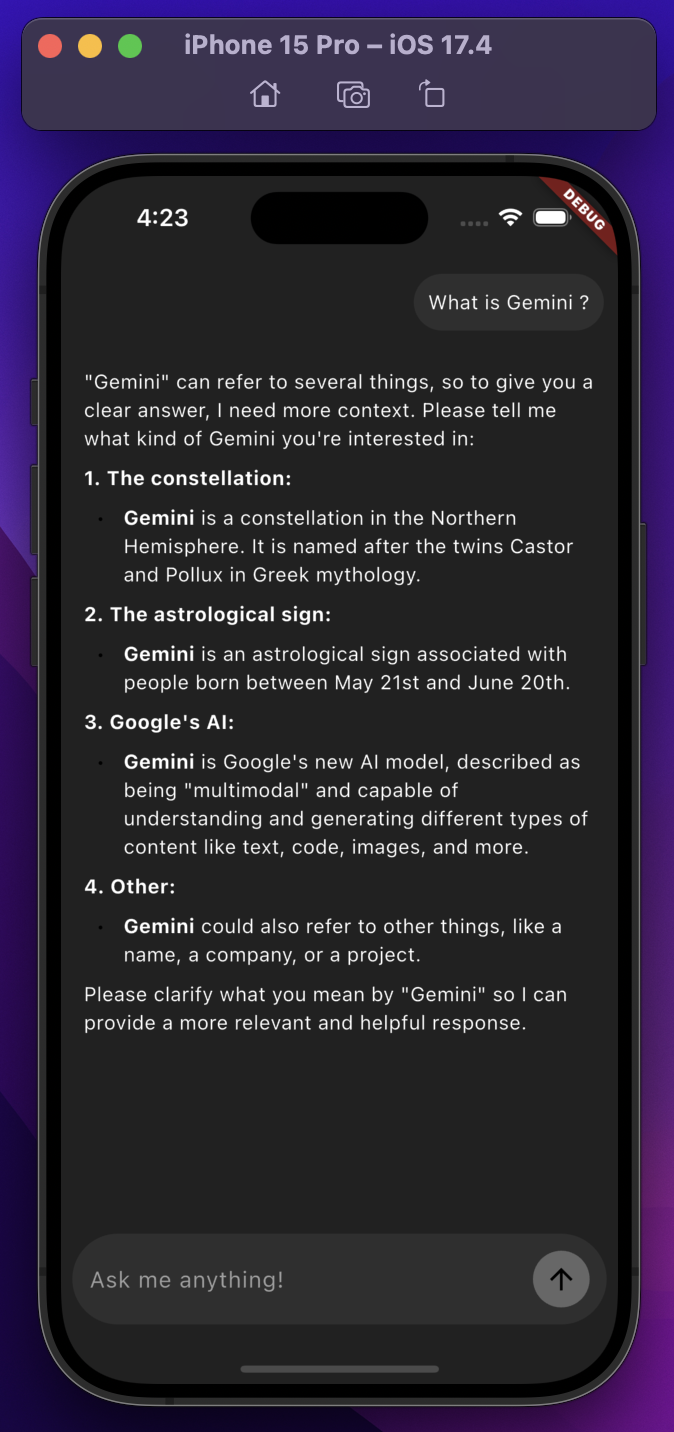 iPhone 15 Pro – iOS 17.4
4:23
DEBUG
What is Gemini ?
"Gemini" can refer to several things, so to give you a
clear answer, I need more context. Please tell me
what kind of Gemini you're interested in:
1. The constellation:
• Gemini is a constellation in the Northern
Hemisphere. It is named after the twins Castor
and Pollux in Greek mythology.
2. The astrological sign:
• Gemini is an astrological sign associated with
people born between May 21st and June 20th.
3. Google's AI:
• Gemini is Google's new AI model, described as
being "multimodal" and capable of
understanding and generating different types of
content like text, code, images, and more.
4. Other:
• Gemini could also refer to other things, like a
name, a company, or a project.
Please clarify what you mean by "Gemini" so I can
provide a more relevant and helpful response.
Ask me anything!